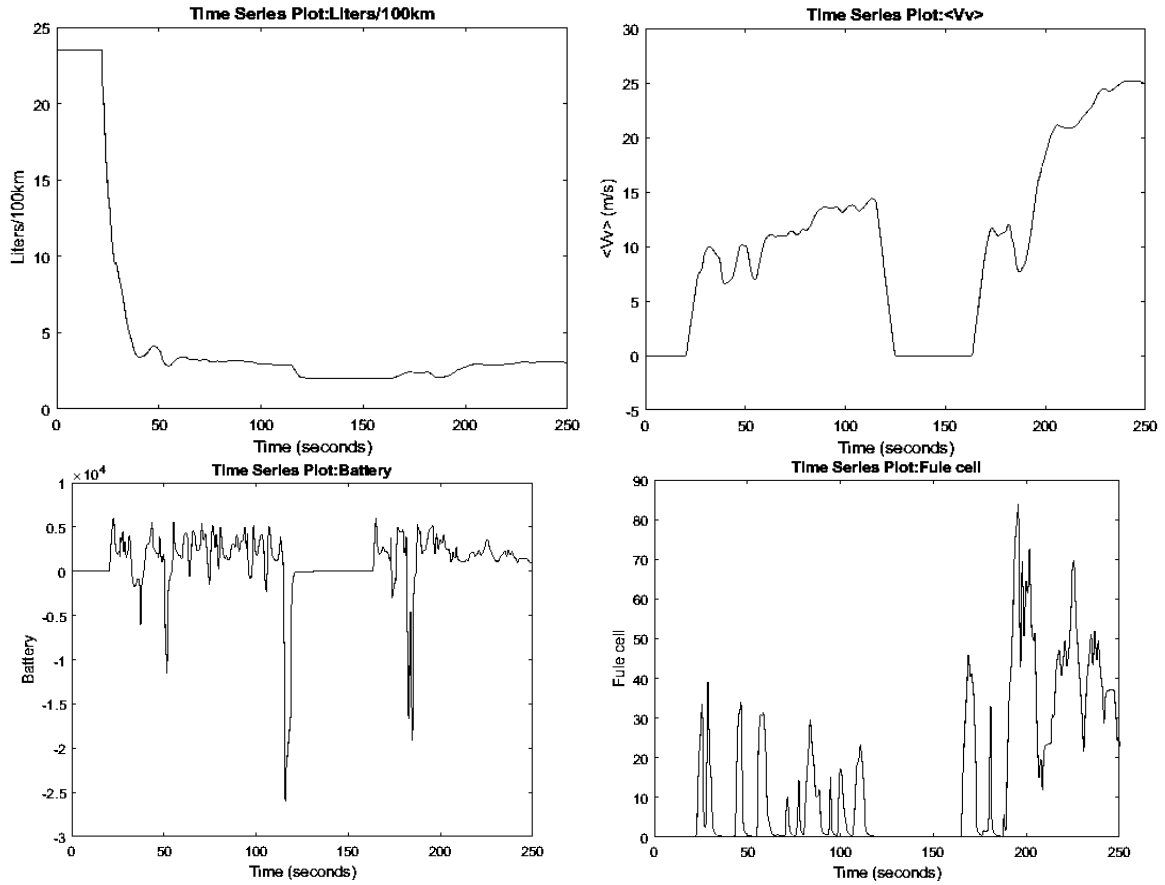 Time Series Plot:Liters/100km
25
20
15
10
5
0
Liters/100km
0 50 100 150 200 250
Time (seconds)
Time Series Plot:<Vv>
30
25
20
15
10
5
0
-5
<Vv> (m/s)
0 50 100 150 200 250
Time (seconds)
Time Series Plot:Battery
× 10⁴
1
0.5
0
-0.5
-1
-1.5
-2
-2.5
-3
Battery
0 50 100 150 200 250
Time (seconds)
Time Series Plot:Fule cell
90
80
70
60
50
40
30
20
10
0
Fule cell
0 50 100 150 200 250
Time (seconds)